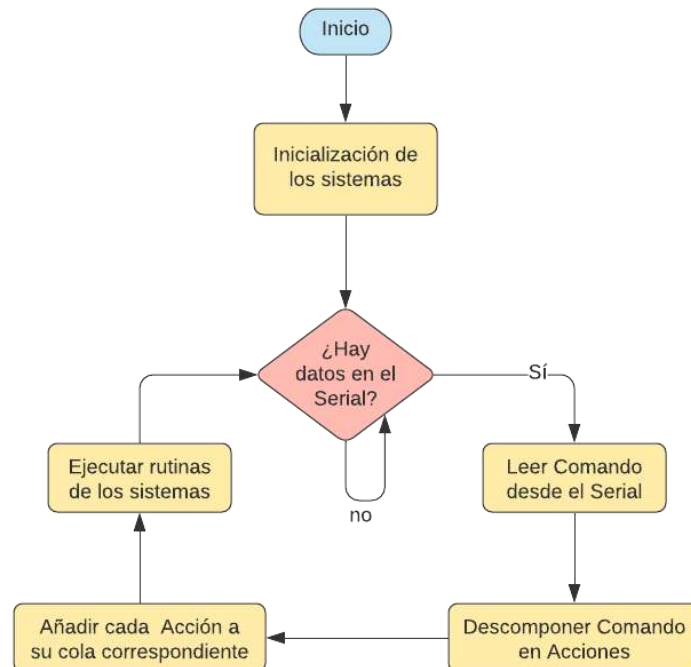 Inicio
Inicialización de
los sistemas
¿Hay
datos en el
Serial?
Sí
no
Leer Comando
desde el Serial
Descomponer Comando
en Acciones
Añadir cada Acción a
su cola correspondiente
Ejecutar rutinas
de los sistemas